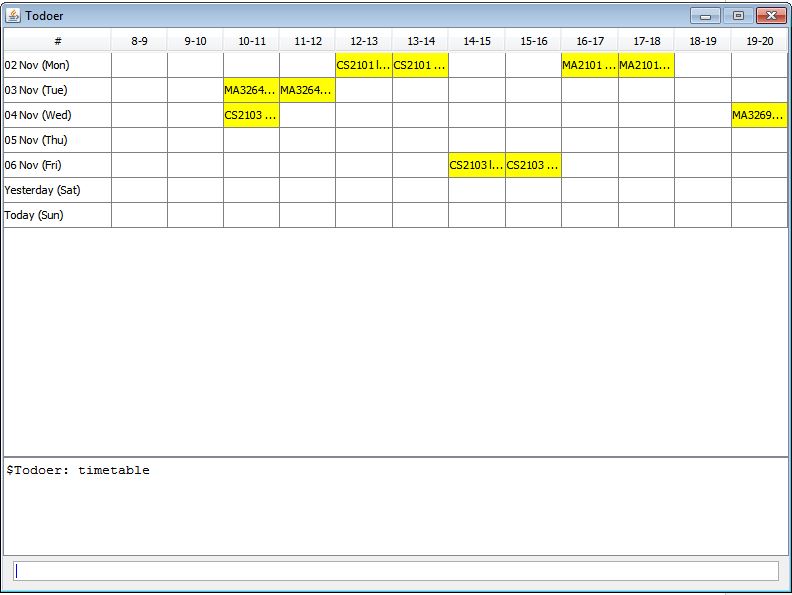 Todoer
# 8-9 9-10 10-11 11-12 12-13 13-14 14-15 15-16 16-17 17-18 18-19 19-20
02 Nov (Mon) CS2101 l... CS2101 ... MA2101 ... MA2101...
03 Nov (Tue) MA3264... MA3264...
04 Nov (Wed) CS2103 ... MA3269...
05 Nov (Thu)
06 Nov (Fri) CS2103 l... CS2103 ...
Yesterday (Sat)
Today (Sun)
$Todoer: timetable